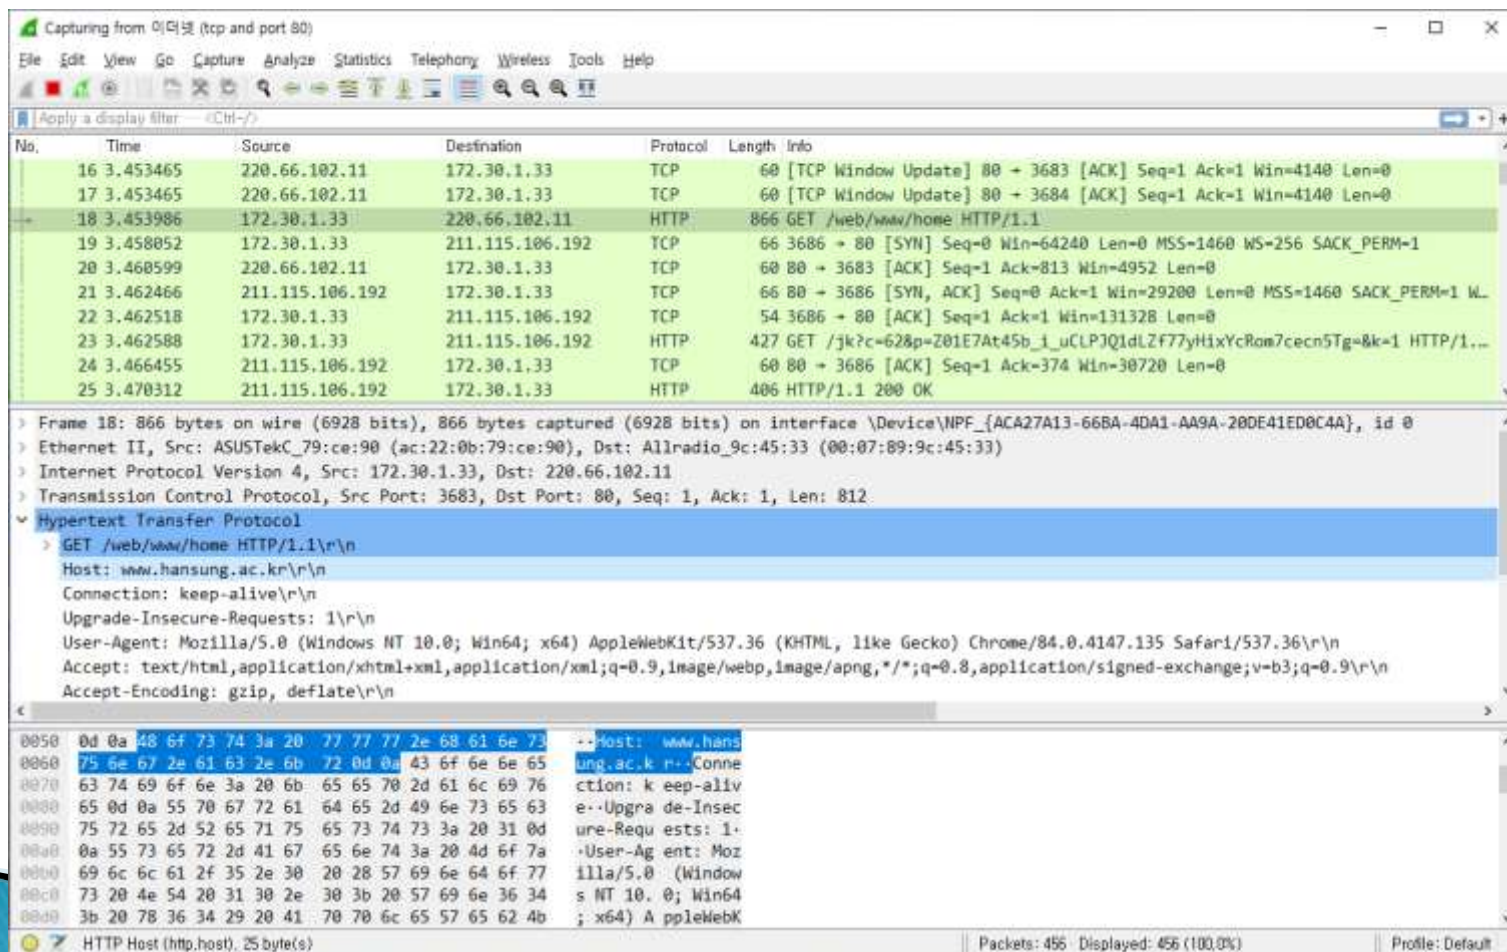 Capturing from 이더넷 (tcp and port 80)
File Edit View Go Capture Analyze Statistics Telephony Wireless Tools Help
Apply a display filter ... <Ctrl-/>
No. Time Source Destination Protocol Length Info
16 3.453465 220.66.102.11 172.30.1.33 TCP 60 [TCP Window Update] 80 → 3683 [ACK] Seq=1 Ack=1 Win=4140 Len=0
17 3.453465 220.66.102.11 172.30.1.33 TCP 60 [TCP Window Update] 80 → 3684 [ACK] Seq=1 Ack=1 Win=4140 Len=0
18 3.453986 172.30.1.33 220.66.102.11 HTTP 866 GET /web/www/home HTTP/1.1
19 3.458052 172.30.1.33 211.115.106.192 TCP 66 3686 → 80 [SYN] Seq=0 Win=64240 Len=0 MSS=1460 WS=256 SACK_PERM=1
20 3.460599 220.66.102.11 172.30.1.33 TCP 60 80 → 3683 [ACK] Seq=1 Ack=813 Win=4952 Len=0
21 3.462466 211.115.106.192 172.30.1.33 TCP 66 80 → 3686 [SYN, ACK] Seq=0 Ack=1 Win=29200 Len=0 MSS=1460 SACK_PERM=1 W…
22 3.462518 172.30.1.33 211.115.106.192 TCP 54 3686 → 80 [ACK] Seq=1 Ack=1 Win=131328 Len=0
23 3.462588 172.30.1.33 211.115.106.192 HTTP 427 GET /jk?c=62&p=Z01E7At45b_i_uCLPJQ1dLZf77yHixYcRom7cecn5Tg=&k=1 HTTP/1.…
24 3.466455 211.115.106.192 172.30.1.33 TCP 60 80 → 3686 [ACK] Seq=1 Ack=374 Win=30720 Len=0
25 3.470312 211.115.106.192 172.30.1.33 HTTP 406 HTTP/1.1 200 OK
Frame 18: 866 bytes on wire (6928 bits), 866 bytes captured (6928 bits) on interface \Device\NPF_{ACA27A13-66BA-4DA1-AA9A-20DE41ED0C4A}, id 0
Ethernet II, Src: ASUSTekC_79:ce:90 (ac:22:0b:79:ce:90), Dst: Allradio_9c:45:33 (00:07:89:9c:45:33)
Internet Protocol Version 4, Src: 172.30.1.33, Dst: 220.66.102.11
Transmission Control Protocol, Src Port: 3683, Dst Port: 80, Seq: 1, Ack: 1, Len: 812
Hypertext Transfer Protocol
GET /web/www/home HTTP/1.1\r\n
Host: www.hansung.ac.kr\r\n
Connection: keep-alive\r\n
Upgrade-Insecure-Requests: 1\r\n
User-Agent: Mozilla/5.0 (Windows NT 10.0; Win64; x64) AppleWebKit/537.36 (KHTML, like Gecko) Chrome/84.0.4147.135 Safari/537.36\r\n
Accept: text/html,application/xhtml+xml,application/xml;q=0.9,image/webp,image/apng,*/*;q=0.8,application/signed-exchange;v=b3;q=0.9\r\n
Accept-Encoding: gzip, deflate\r\n
0050 0d 0a 48 6f 73 74 3a 20 77 77 77 2e 68 61 6e 73 ··Host: www.hans
0060 75 6e 67 2e 61 63 2e 6b 72 0d 0a 43 6f 6e 6e 65 ung.ac.k r··Conne
0070 63 74 69 6f 6e 3a 20 6b 65 65 70 2d 61 6c 69 76 ction: k eep-aliv
0080 65 0d 0a 55 70 67 72 61 64 65 2d 49 6e 73 65 63 e··Upgra de-Insec
0090 75 72 65 2d 52 65 71 75 65 73 74 73 3a 20 31 0d ure-Requ ests: 1·
00a0 0a 55 73 65 72 2d 41 67 65 6e 74 3a 20 4d 6f 7a ·User-Ag ent: Moz
00b0 69 6c 6c 61 2f 35 2e 30 20 28 57 69 6e 64 6f 77 illa/5.0 (Window
00c0 73 20 4e 54 20 31 30 2e 30 3b 20 57 69 6e 36 34 s NT 10. 0; Win64
00d0 3b 20 78 36 34 29 20 41 70 70 6c 65 57 65 62 4b ; x64) A ppleWebK
HTTP Host (http.host), 25 byte(s) Packets: 456 Displayed: 456 (100.0%) Profile: Default